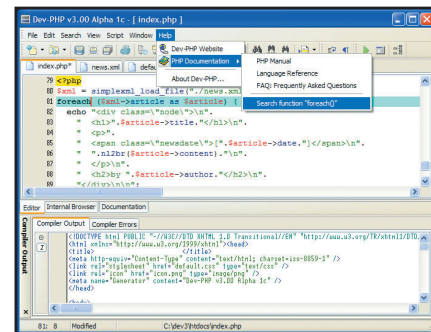 Dev-PHP v3.00 Alpha 1c - [ index.php ]
File Edit Search View Script Window Help
Dev-PHP Website
PHP Documentation
About Dev-PHP...
PHP Manual
Language Reference
FAQ: Frequently Asked Questions
Search function "foreach()"
index.php* news.xml
79 <?php
80 $xml = simplexml_load_file("./news.xml
81 foreach ($xml->article as $article) {
82 echo "<div class=\"node\">\n".
83 " <h1>".$article->title."</h1>\n".
84 " <p>".
85 " <span class=\"newsdate\">[".$article->date."]</span>\n".
86 " ".nl2br($article->content)."\n".
87 " </p>\n".
88 " <h2>by ".$article->author."</h2>\n".
89 "</div>\n\n";
Editor Internal Browser Documentation
Compiler Output
Compiler Output Compiler Errors
<!DOCTYPE html PUBLIC "-//W3C//DTD XHTML 1.0 Transitional//EN" "http://www.w3.org/TR/xhtml1/DTD
<html xmlns="http://www.w3.org/1999/xhtml"><head>
<title> </title>
<meta http-equiv="Content-Type" content="text/html; charset=iso-8859-1" />
<link rel="stylesheet" href="default.css" type="text/css" />
<link rel="icon" href="icon.png" type="image/png" />
<meta name="Generator" content="Dev-PHP v3.00 Alpha 1c" />
</head>
<body>
81: 8 Modified C:\dev3\htdocs\index.php